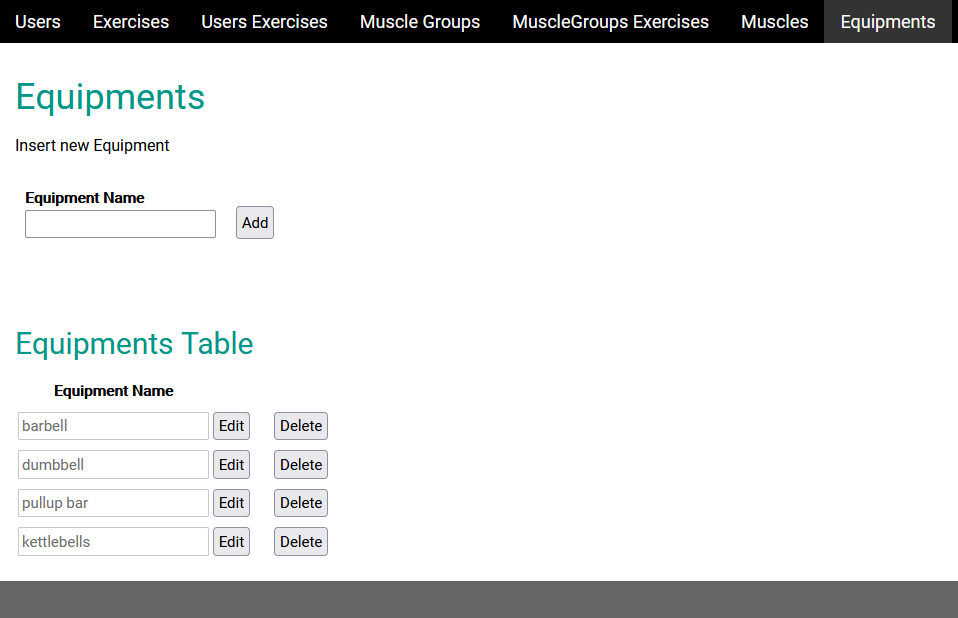 Users Exercises Users Exercises Muscle Groups MuscleGroups Exercises Muscles Equipments
Equipments
Insert new Equipment
Equipment Name
Add
Equipments Table
Equipment Name
barbell Edit Delete
dumbbell Edit Delete
pullup bar Edit Delete
kettlebells Edit Delete